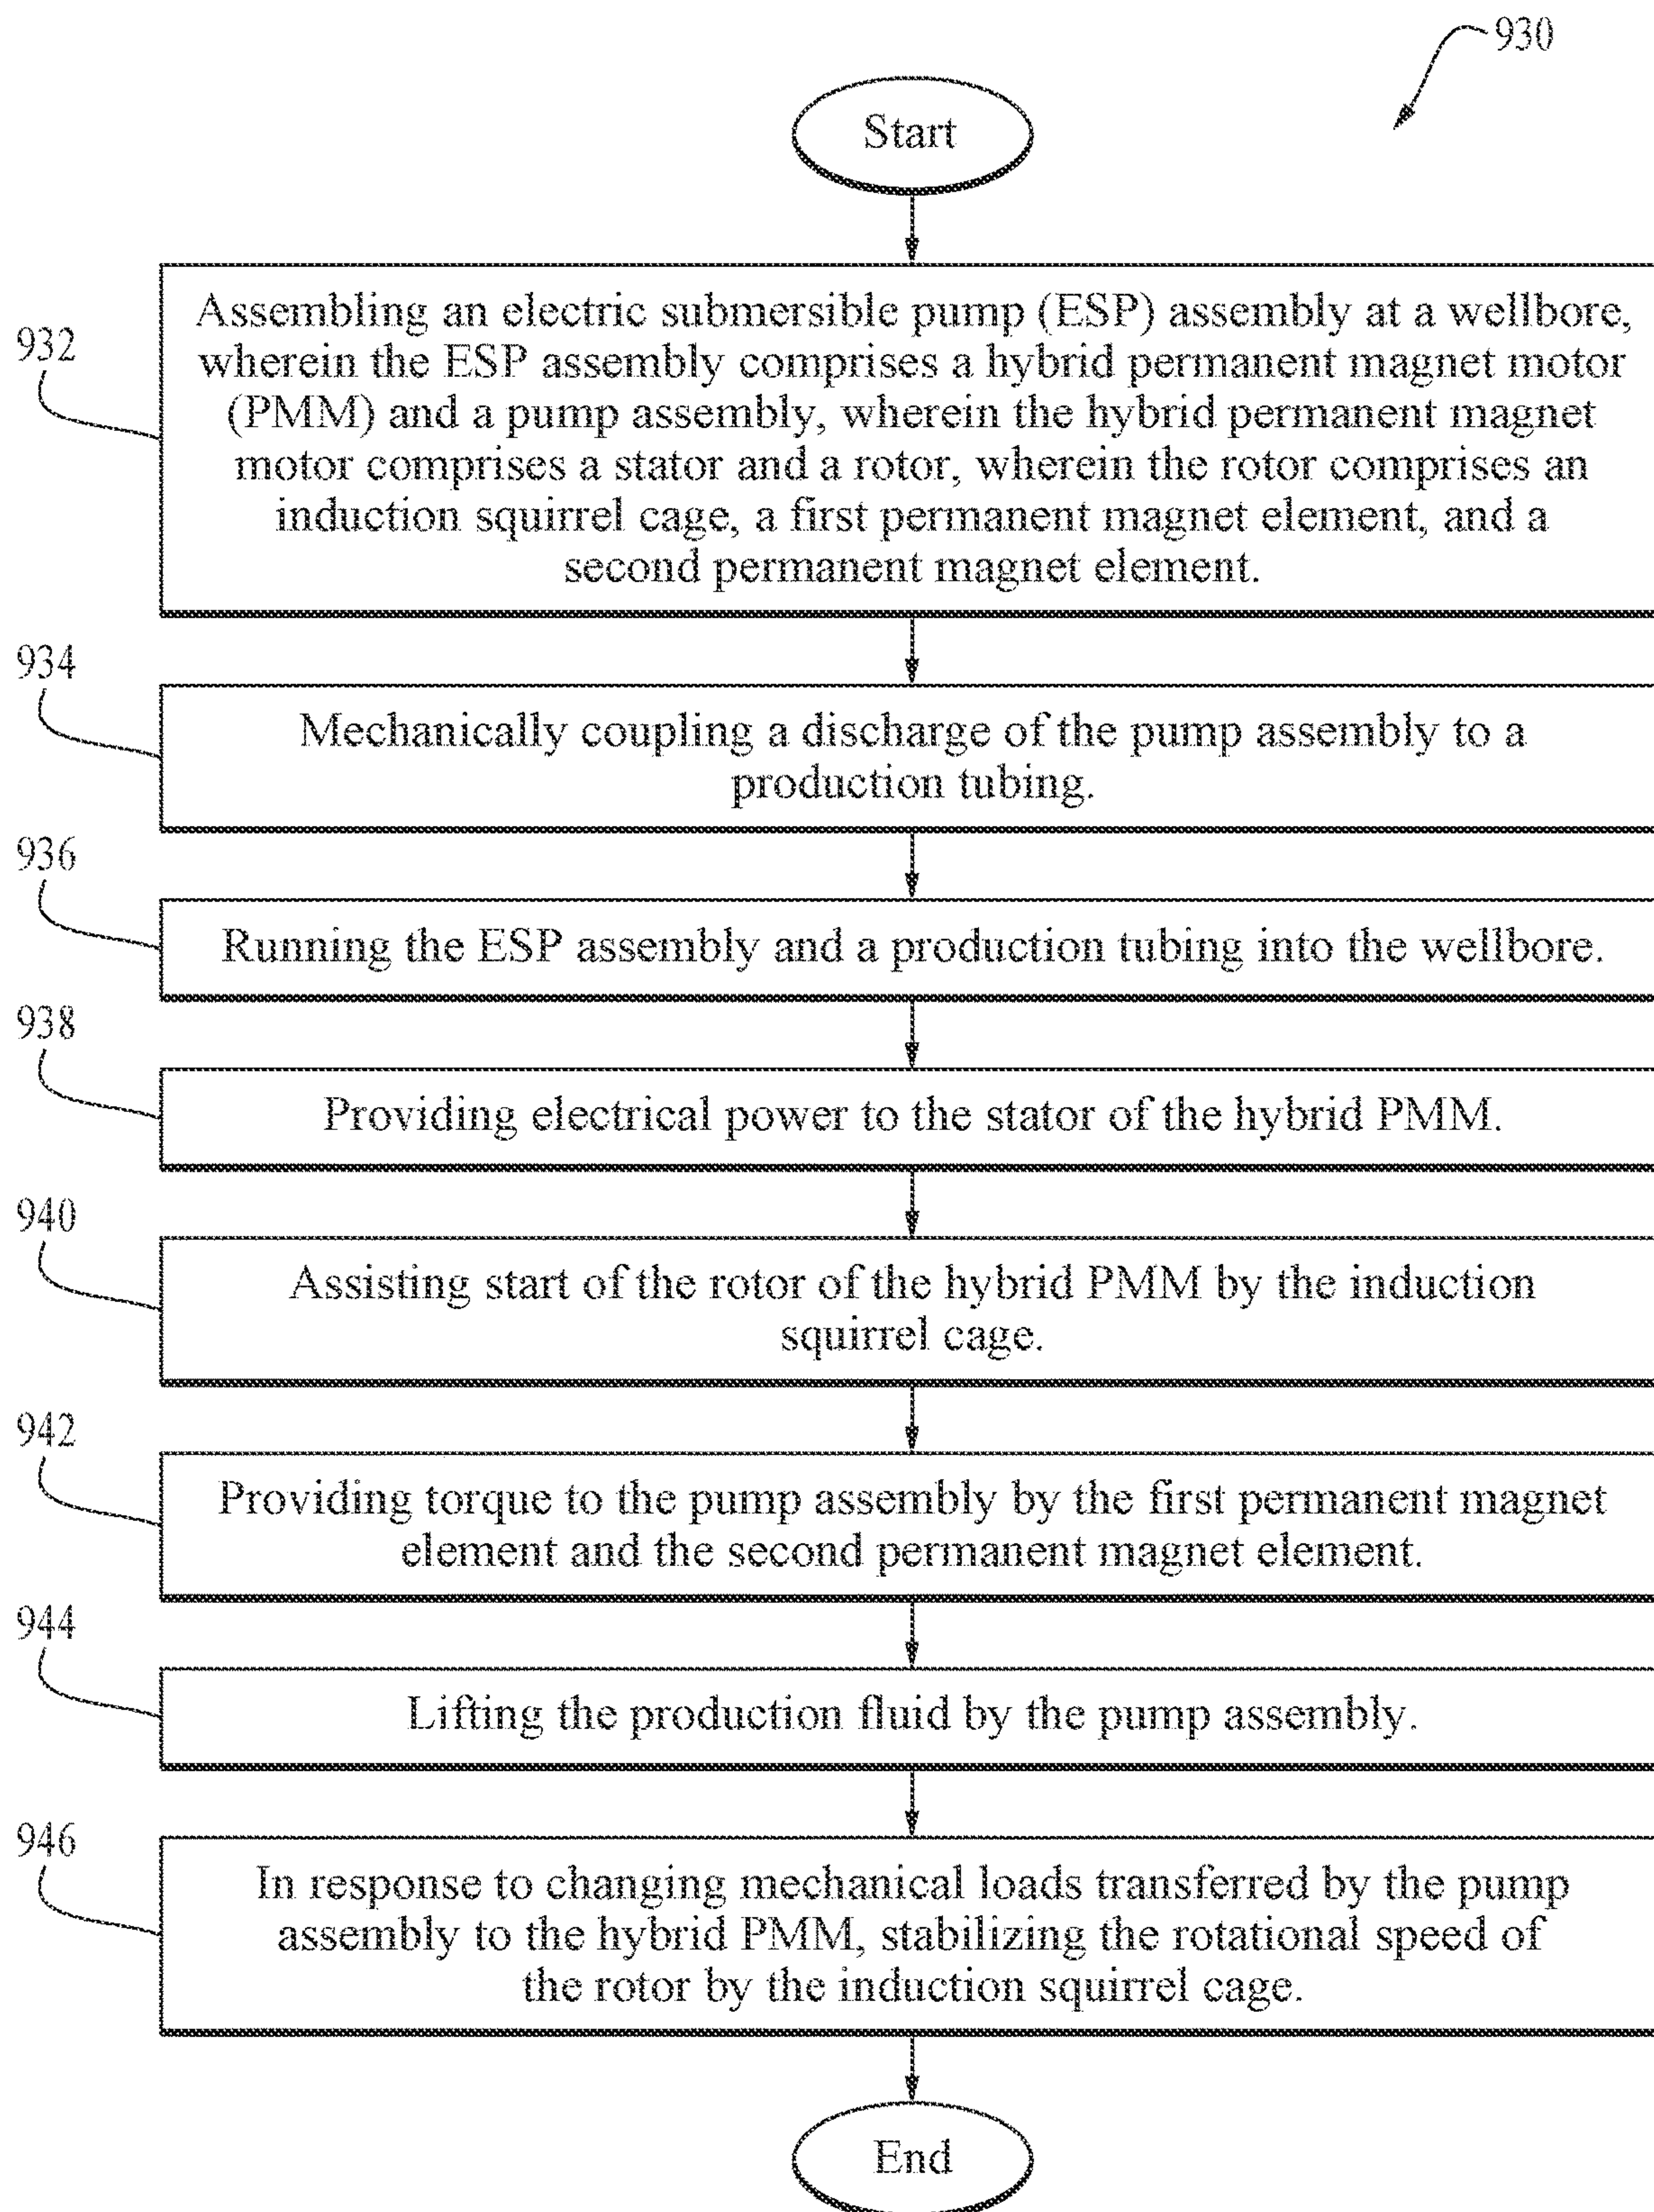 930
Start
932
Assembling an electric submersible pump (ESP) assembly at a wellbore,
wherein the ESP assembly comprises a hybrid permanent magnet motor
(PMM) and a pump assembly, wherein the hybrid permanent magnet
motor comprises a stator and a rotor, wherein the rotor comprises an
induction squirrel cage, a first permanent magnet element, and a
second permanent magnet element.
934
Mechanically coupling a discharge of the pump assembly to a
production tubing.
936
Running the ESP assembly and a production tubing into the wellbore.
938
Providing electrical power to the stator of the hybrid PMM.
940
Assisting start of the rotor of the hybrid PMM by the induction
squirrel cage.
942
Providing torque to the pump assembly by the first permanent magnet
element and the second permanent magnet element.
944
Lifting the production fluid by the pump assembly.
946
In response to changing mechanical loads transferred by the pump
assembly to the hybrid PMM, stabilizing the rotational speed of
the rotor by the induction squirrel cage.
End